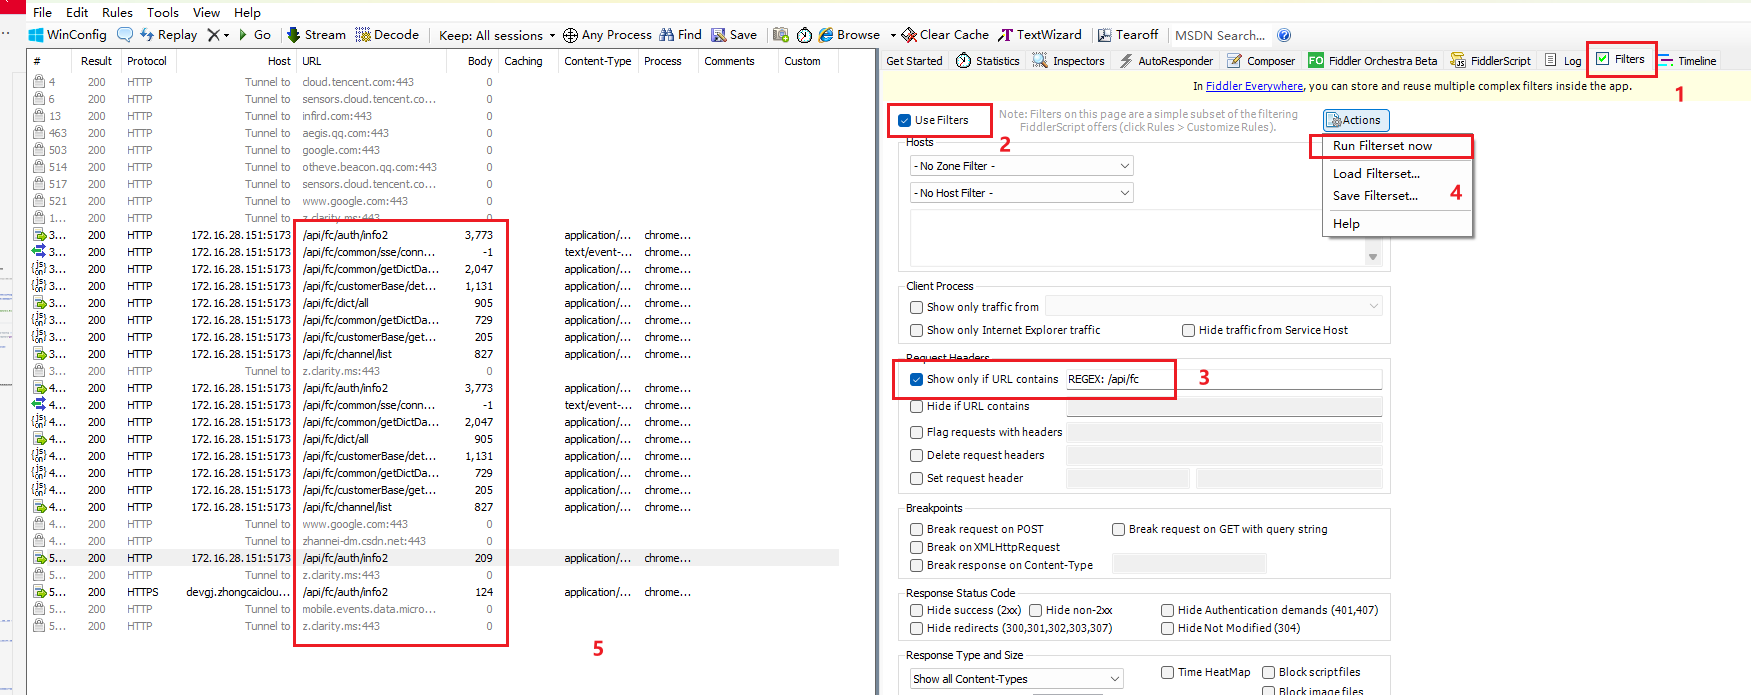 File Edit Rules Tools View Help
WinConfig Replay Go Stream Decode Keep: All sessions Any Process Find Save Browse Clear Cache TextWizard Tearoff MSDN Search...
# Result Protocol Host URL Body Caching Content-Type Process Comments Custom
4 200 HTTP Tunnel to cloud.tencent.com:443 0
6 200 HTTP Tunnel to sensors.cloud.tencent.co... 0
13 200 HTTP Tunnel to infird.com:443 0
463 200 HTTP Tunnel to aegis.qq.com:443 0
503 200 HTTP Tunnel to google.com:443 0
514 200 HTTP Tunnel to otheve.beacon.qq.com:443 0
517 200 HTTP Tunnel to sensors.cloud.tencent.co... 0
521 200 HTTP Tunnel to www.google.com:443 0
1... 200 HTTP Tunnel to z.clarity.ms:443 0
3... 200 HTTP 172.16.28.151:5173 /api/fc/auth/info2 3,773 application/... chrome...
3... 200 HTTP 172.16.28.151:5173 /api/fc/common/sse/conn... -1 text/event-... chrome...
3... 200 HTTP 172.16.28.151:5173 /api/fc/common/getDictDa... 2,047 application/... chrome...
3... 200 HTTP 172.16.28.151:5173 /api/fc/customerBase/det... 1,131 application/... chrome...
3... 200 HTTP 172.16.28.151:5173 /api/fc/dict/all 905 application/... chrome...
3... 200 HTTP 172.16.28.151:5173 /api/fc/common/getDictDa... 729 application/... chrome...
3... 200 HTTP 172.16.28.151:5173 /api/fc/customerBase/get... 205 application/... chrome...
3... 200 HTTP 172.16.28.151:5173 /api/fc/channel/list 827 application/... chrome...
3... 200 HTTP Tunnel to z.clarity.ms:443 0
4... 200 HTTP 172.16.28.151:5173 /api/fc/auth/info2 3,773 application/... chrome...
4... 200 HTTP 172.16.28.151:5173 /api/fc/common/sse/conn... -1 text/event-... chrome...
4... 200 HTTP 172.16.28.151:5173 /api/fc/common/getDictDa... 2,047 application/... chrome...
4... 200 HTTP 172.16.28.151:5173 /api/fc/dict/all 905 application/... chrome...
4... 200 HTTP 172.16.28.151:5173 /api/fc/customerBase/det... 1,131 application/... chrome...
4... 200 HTTP 172.16.28.151:5173 /api/fc/common/getDictDa... 729 application/... chrome...
4... 200 HTTP 172.16.28.151:5173 /api/fc/customerBase/get... 205 application/... chrome...
4... 200 HTTP 172.16.28.151:5173 /api/fc/channel/list 827 application/... chrome...
4... 200 HTTP Tunnel to www.google.com:443 0
4... 200 HTTP Tunnel to zhannei-dm.csdn.net:443 0
5... 200 HTTP 172.16.28.151:5173 /api/fc/auth/info2 209 application/... chrome...
5... 200 HTTP Tunnel to z.clarity.ms:443 0
5... 200 HTTPS devgj.zhongcaiclou... /api/fc/auth/info2 124 application/... chrome...
5... 200 HTTP Tunnel to mobile.events.data.micro... 0
5... 200 HTTP Tunnel to z.clarity.ms:443 0
5
Get Started Statistics Inspectors AutoResponder Composer FO Fiddler Orchestra Beta FiddlerScript Log Filters Timeline
In Fiddler Everywhere, you can store and reuse multiple complex filters inside the app.
1
Use Filters
2
Note: Filters on this page are a simple subset of the filtering
FiddlerScript offers (click Rules > Customize Rules).
Actions
Run Filterset now
Load Filterset...
Save Filterset...
4
Help
Hosts
- No Zone Filter -
- No Host Filter -
Client Process
Show only traffic from
Show only Internet Explorer traffic Hide traffic from Service Host
Request Headers
Show only if URL contains REGEX: /api/fc
3
Hide if URL contains
Flag requests with headers
Delete request headers
Set request header
Breakpoints
Break request on POST Break request on GET with query string
Break on XMLHttpRequest
Break response on Content-Type
Response Status Code
Hide success (2xx) Hide non-2xx Hide Authentication demands (401,407)
Hide redirects (300,301,302,303,307) Hide Not Modified (304)
Response Type and Size
Show all Content-Types Time HeatMap Block script files
Block image files